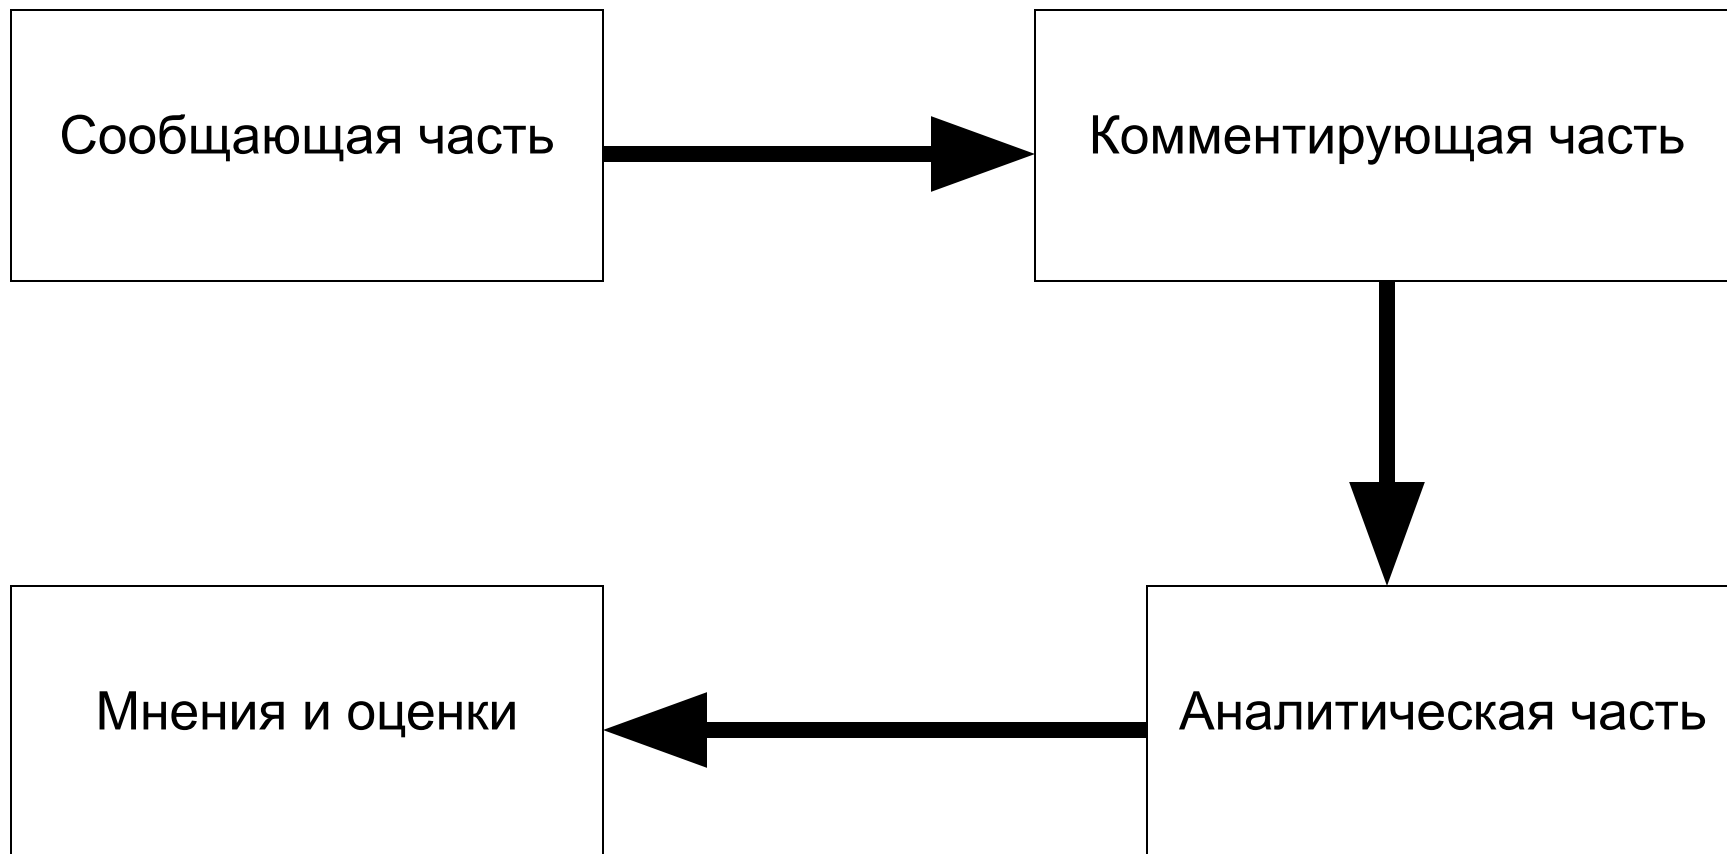 Сообщающая часть
Комментирующая часть
Мнения и оценки
Аналитическая часть